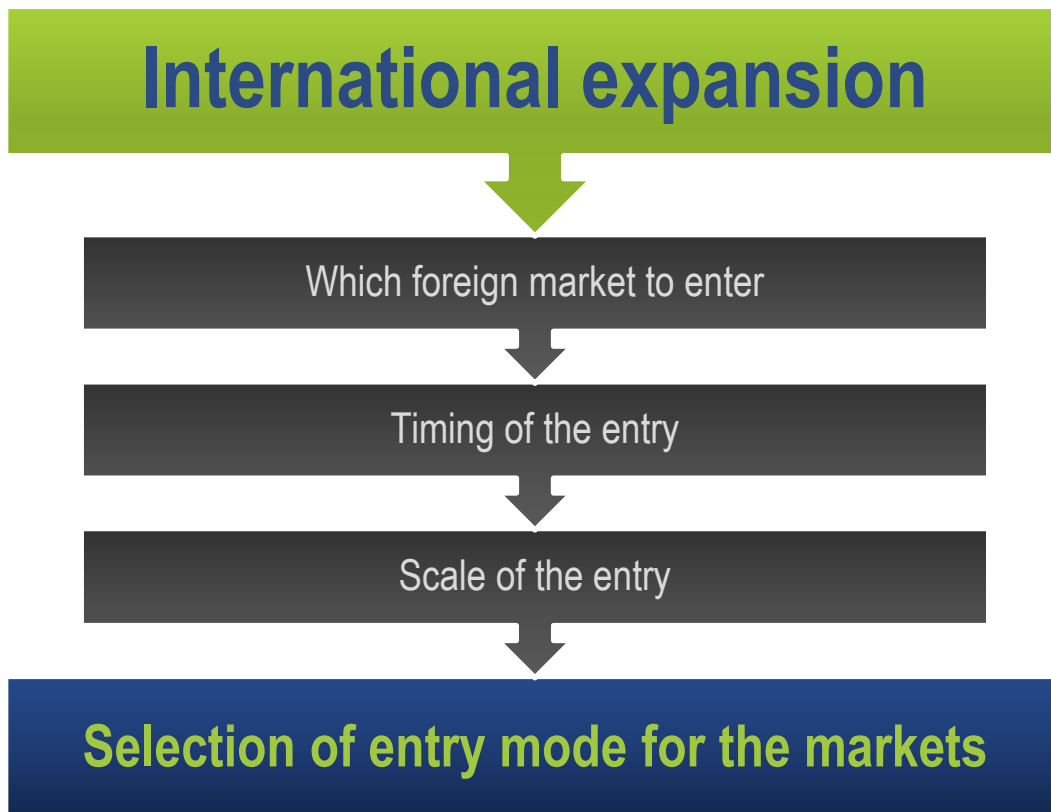 International expansion
Which foreign market to enter
Timing of the entry
Scale of the entry
Selection of entry mode for the markets